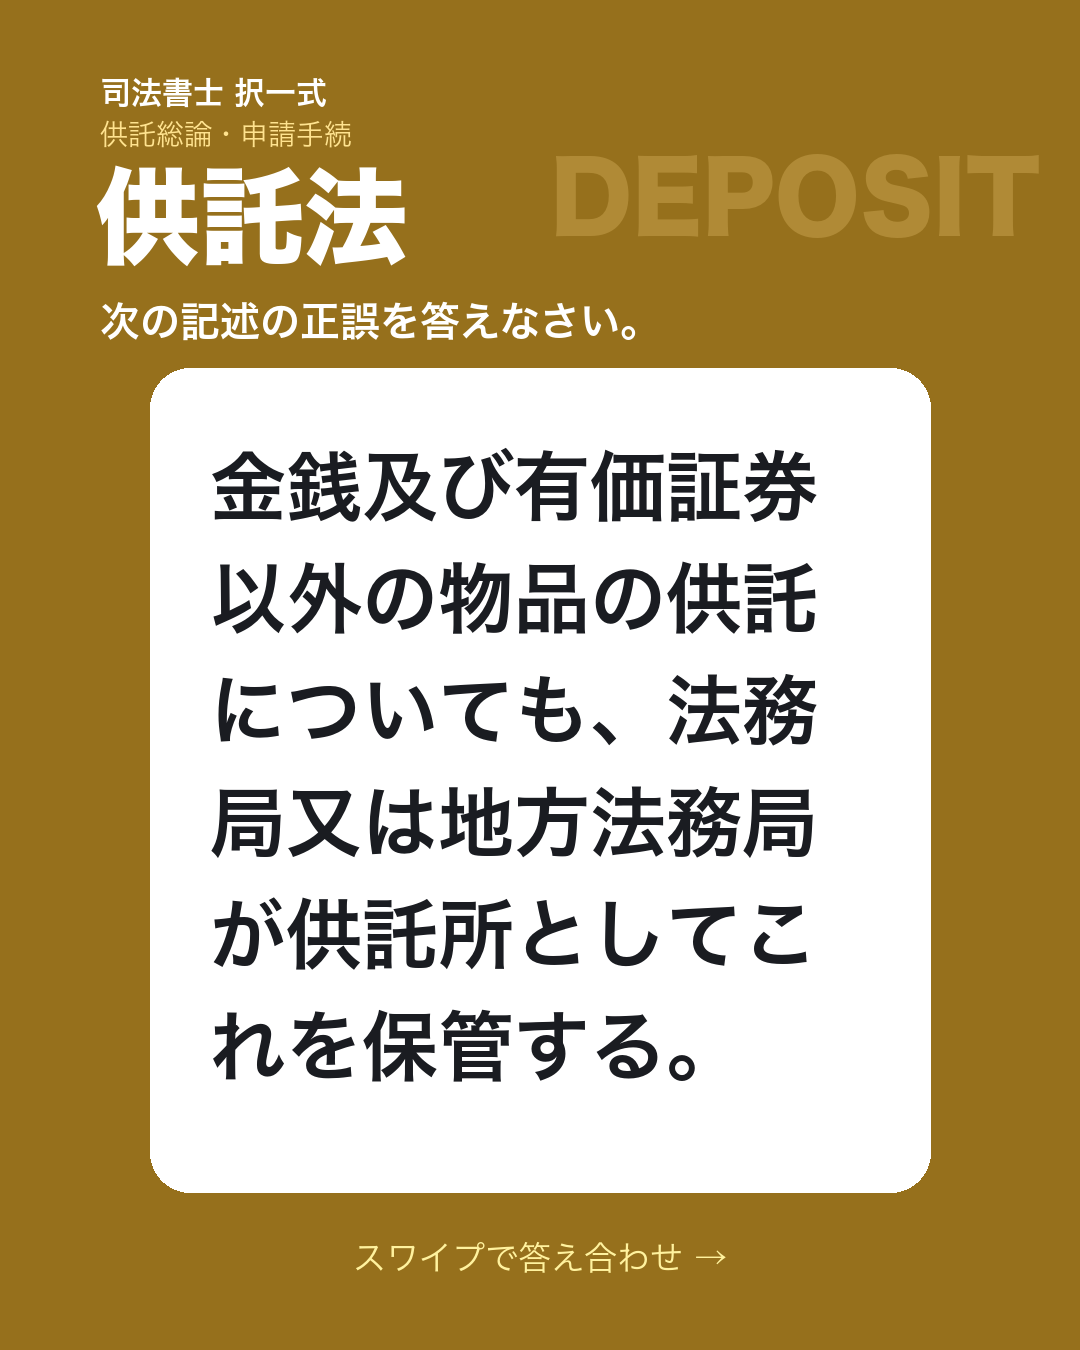 司法書士 択一式
供託総論・申請手続
供託法
DEPOSIT
次の記述の正誤を答えなさい。
金銭及び有価証券
以外の物品の供託
についても、法務
局又は地方法務局
が供託所としてこ
れを保管する。
スワイプで答え合わせ →